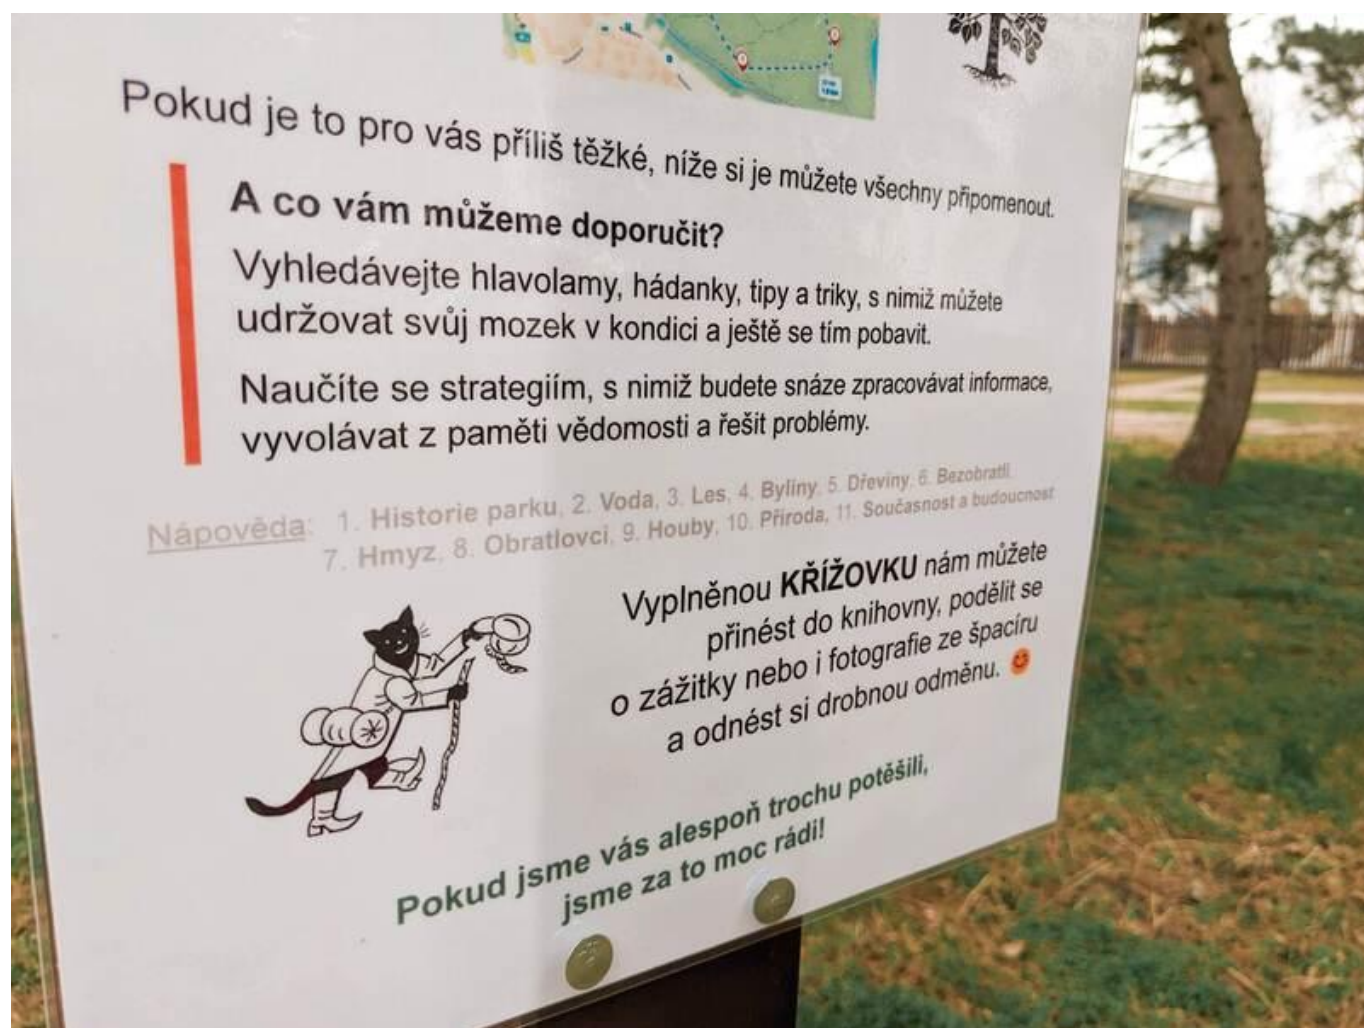 Pokud je to pro vás příliš těžké, níže si je můžete všechny připomenout.
A co vám můžeme doporučit?
Vyhledávejte hlavolamy, hádanky, tipy a triky, s nimiž můžete
udržovat svůj mozek v kondici a ještě se tím pobavit.
Naučíte se strategiím, s nimiž budete snáze zpracovávat informace,
vyvolávat z paměti vědomosti a řešit problémy.
Nápověda: 1. Historie parku, 2. Voda, 3. Les, 4. Byliny, 5. Dřeviny, 6. Bezobratlí,
7. Hmyz, 8. Obratlovci, 9. Houby, 10. Příroda, 11. Současnost a budoucnost
Vyplněnou KŘÍŽOVKU nám můžete
přinést do knihovny, podělit se
o zážitky nebo i fotografie ze špacíru
a odnést si drobnou odměnu.
Pokud jsme vás alespoň trochu potěšili,
jsme za to moc rádi!